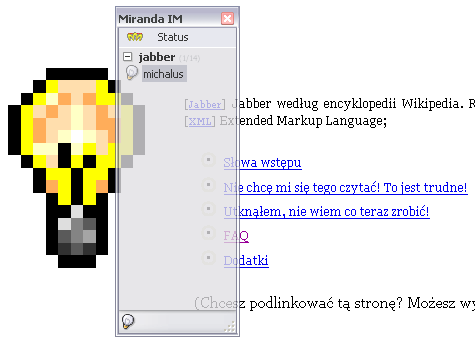 Miranda IM
Status
jabber (1/14)
michalus
[Jabber] Jabber według encyklopedii Wikipedia. R
[XML] Extended Markup Language;
Słowa wstępu
Nie chcę mi się tego czytać! To jest trudne!
Utknąłem, nie wiem co teraz zrobić!
FAQ
Dodatki
(Chcesz podlinkować tą stronę? Możesz wy